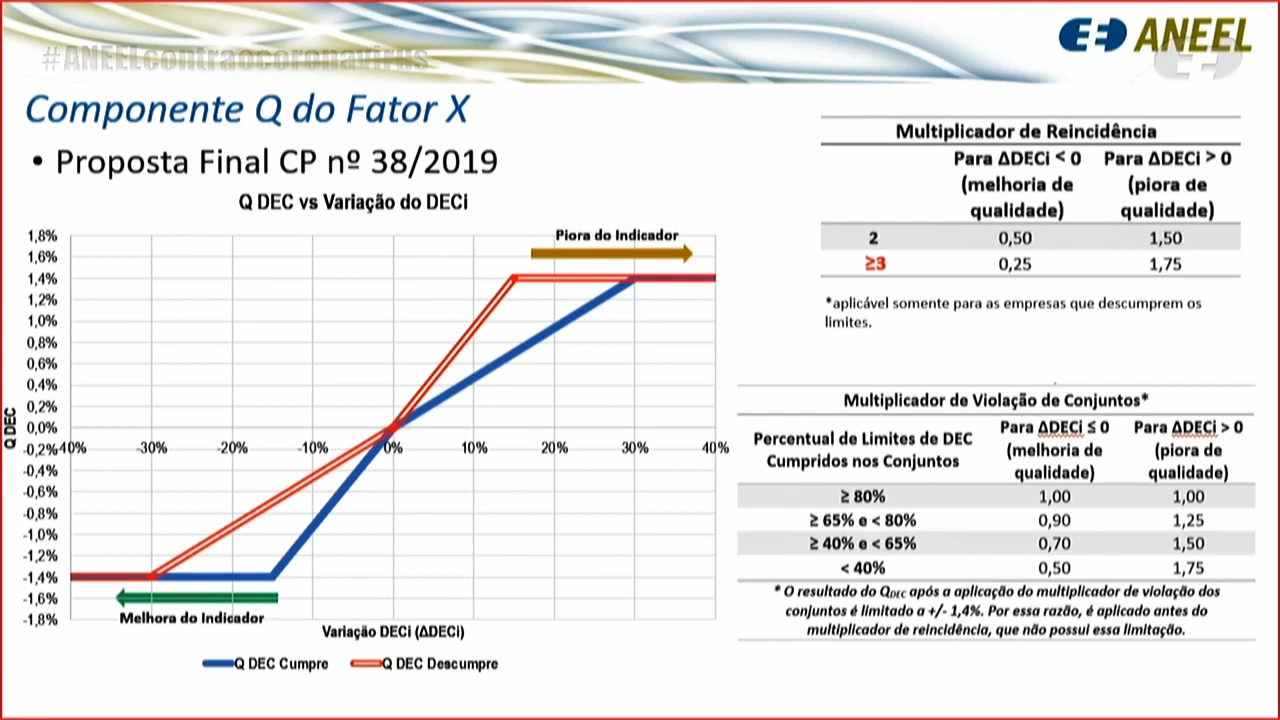 #ANEELcontraocoronavirus
ANEEL
Componente Q do Fator X
• Proposta Final CP nº 38/2019
Q DEC vs Variação do DECi
Piora do Indicador
1,8%
1,6%
1,4%
1,2%
1,0%
0,8%
0,6%
0,4%
0,2%
0,0%
-0,2%
-0,4%
-0,6%
-0,8%
-1,0%
-1,2%
-1,4%
-1,6%
-1,8%
Q DEC
-40% -30% -20% -10% 0% 10% 20% 30% 40%
Melhora do Indicador
Variação DECi (ΔDECi)
Q DEC Cumpre Q DEC Descumpre
Multiplicador de Reincidência
Para ΔDECi < 0 Para ΔDECi > 0
(melhoria de (piora de
qualidade) qualidade)
2 0,50 1,50
≥3 0,25 1,75
*aplicável somente para as empresas que descumprem os
limites.
Multiplicador de Violação de Conjuntos*
Percentual de Limites de DEC
Cumpridos nos Conjuntos
Para ΔDECi ≤ 0 Para ΔDECi > 0
(melhoria de (piora de
qualidade) qualidade)
≥ 80% 1,00 1,00
≥ 65% e < 80% 0,90 1,25
≥ 40% e < 65% 0,70 1,50
< 40% 0,50 1,75
* O resultado do QDEC após a aplicação do multiplicador de violação dos
conjuntos é limitado a +/- 1,4%. Por essa razão, é aplicado antes do
multiplicador de reincidência, que não possui essa limitação.